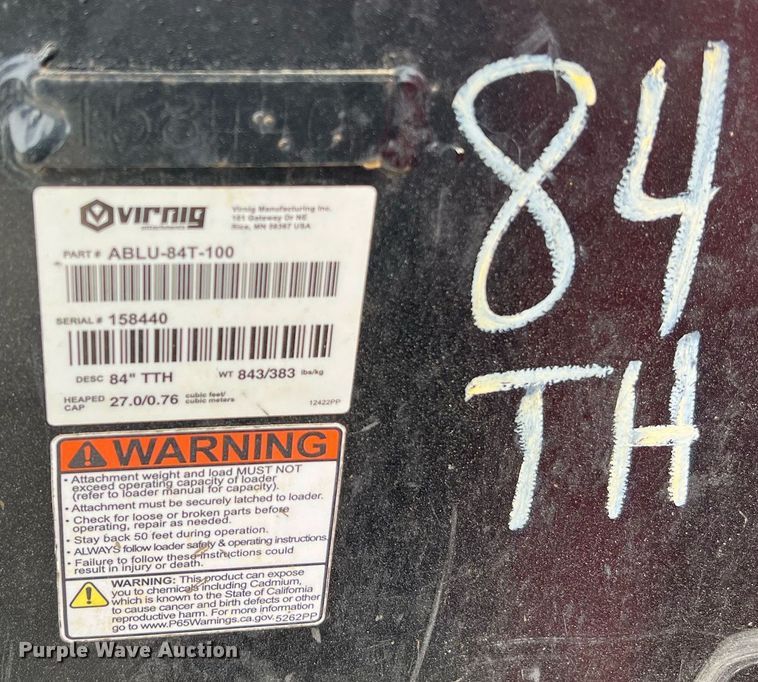 158440
virnig
attachments
Virnig Manufacturing Inc.
101 Gateway Dr NE
Rice, MN 56367 USA
PART # ABLU-84T-100
SERIAL # 158440
DESC 84" TTH WT 843/383 lbs/kg
HEAPED CAP 27.0/0.76 cubic feet/ cubic meters
12422PP
84
TH
WARNING
• Attachment weight and load MUST NOT
exceed operating capacity of loader
(refer to loader manual for capacity).
• Attachment must be securely latched to loader.
• Check for loose or broken parts before
operating, repair as needed.
• Stay back 50 feet during operation.
• ALWAYS follow loader safety & operating instructions.
• Failure to follow these instructions could
result in injury or death.
WARNING: This product can expose
you to chemicals including Cadmium,
which is known to the State of California
to cause cancer and birth defects or other
reproductive harm. For more information
go to www.P65Warnings.ca.gov 5262PP
Purple Wave Auction